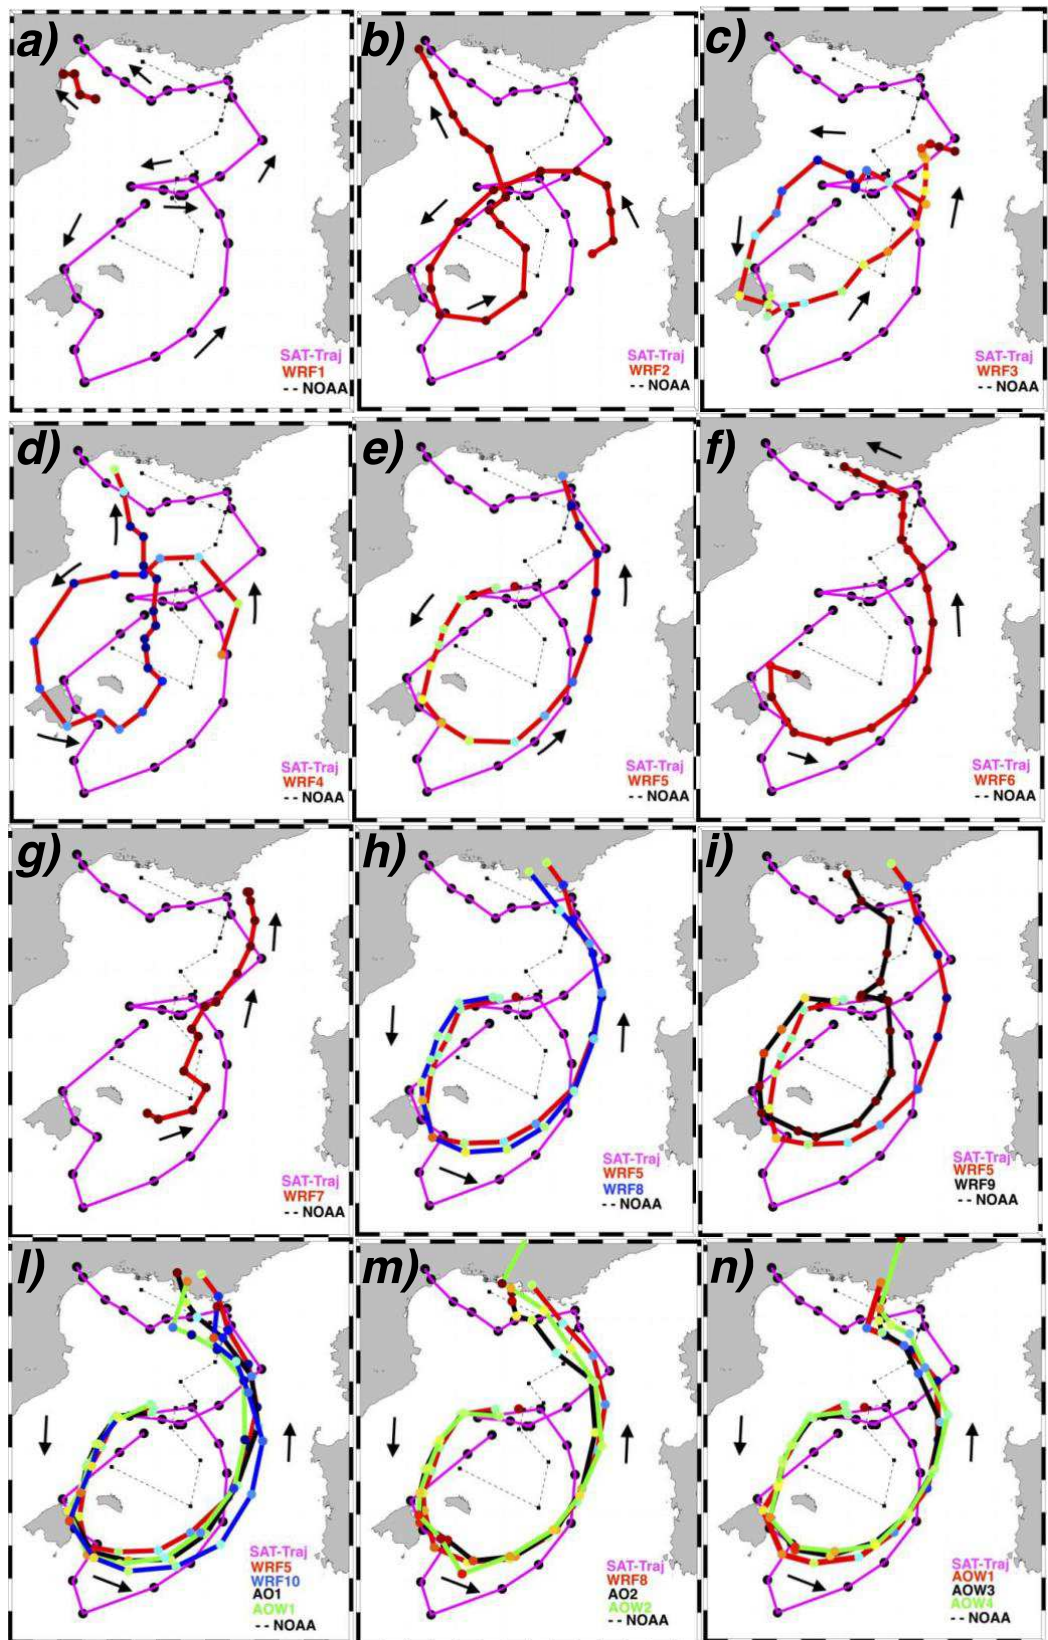 a)
SAT-Traj
WRF1
-- NOAA
b)
SAT-Traj
WRF2
-- NOAA
c)
SAT-Traj
WRF3
-- NOAA
d)
SAT-Traj
WRF4
-- NOAA
e)
SAT-Traj
WRF5
-- NOAA
f)
SAT-Traj
WRF6
-- NOAA
g)
SAT-Traj
WRF7
-- NOAA
h)
SAT-Traj
WRF5
WRF8
-- NOAA
i)
SAT-Traj
WRF5
WRF9
-- NOAA
l)
SAT-Traj
WRF5
WRF10
AO1
AOW1
-- NOAA
m)
SAT-Traj
WRF8
AO2
AOW2
-- NOAA
n)
SAT-Traj
AOW1
AOW3
AOW4
-- NOAA